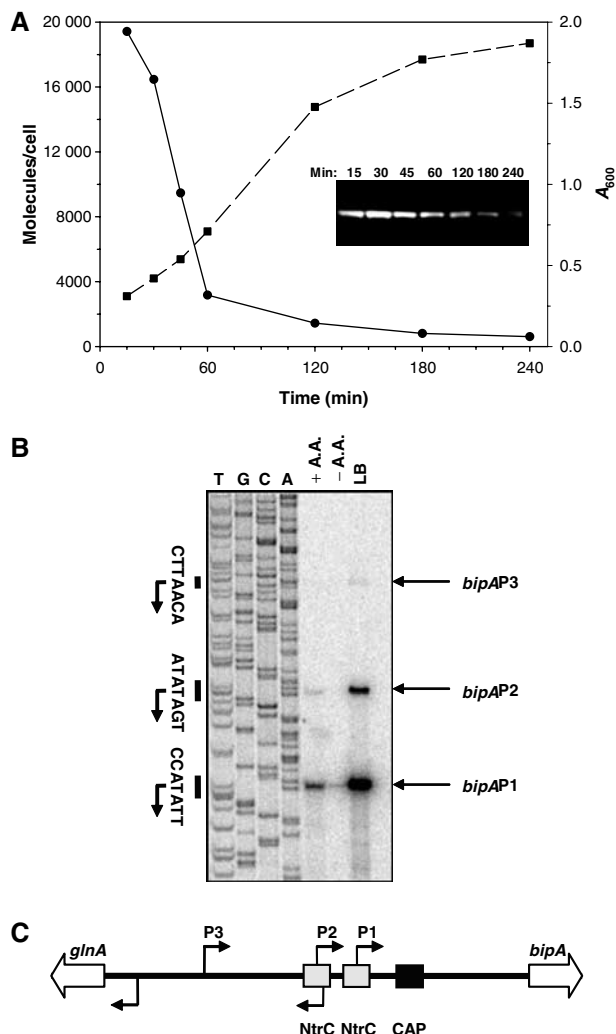 A
20 000
16 000
12 000
8000
4000
0
Molecules/cell
2.0
1.5
1.0
0.5
0.0
A600
Min: 15 30 45 60 120 180 240
0 60 120 180 240
Time (min)
B
T G C A + A.A. − A.A. LB
CTTAACA
bipAP3
ATATAGT
bipAP2
CCATATT
bipAP1
C
glnA P3 P2 P1 bipA
NtrC NtrC CAP